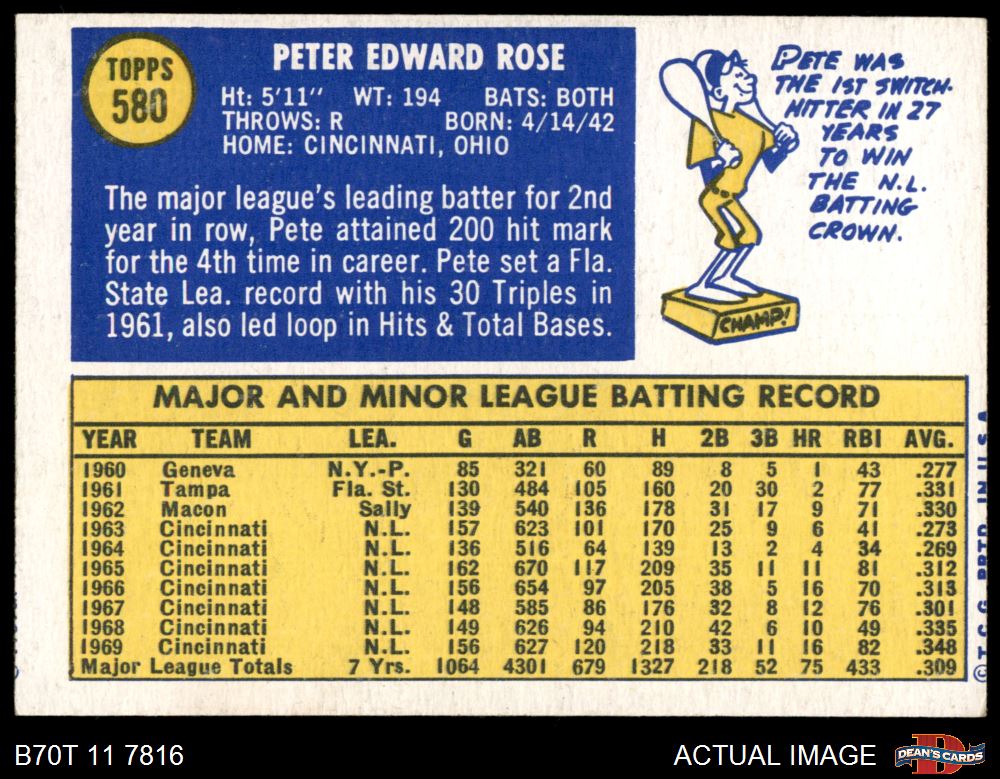 TOPPS
580
PETER EDWARD ROSE
Ht: 5'11" WT: 194 BATS: BOTH
THROWS: R BORN: 4/14/42
HOME: CINCINNATI, OHIO
The major league's leading batter for 2nd
year in row, Pete attained 200 hit mark
for the 4th time in career. Pete set a Fla.
State Lea. record with his 30 Triples in
1961, also led loop in Hits & Total Bases.
PETE WAS
THE 1ST SWITCH-
HITTER IN 27
YEARS
TO WIN
THE N.L.
BATTING
CROWN.
CHAMP!
MAJOR AND MINOR LEAGUE BATTING RECORD
YEAR TEAM LEA. G AB R H 2B 3B HR RBI AVG.
1960 Geneva N.Y.-P. 85 321 60 89 8 5 1 43 .277
1961 Tampa Fla. St. 130 484 105 160 20 30 2 77 .331
1962 Macon Sally 139 540 136 178 31 17 9 71 .330
1963 Cincinnati N.L. 157 623 101 170 25 9 6 41 .273
1964 Cincinnati N.L. 136 516 64 139 13 2 4 34 .269
1965 Cincinnati N.L. 162 670 117 209 35 11 11 81 .312
1966 Cincinnati N.L. 156 654 97 205 38 5 16 70 .313
1967 Cincinnati N.L. 148 585 86 176 32 8 12 76 .301
1968 Cincinnati N.L. 149 626 94 210 42 6 10 49 .335
1969 Cincinnati N.L. 156 627 120 218 33 11 16 82 .348
Major League Totals 7 Yrs. 1064 4301 679 1327 218 52 75 433 .309
© T.C.G. PRTD. IN U.S.A.
B70T 11 7816
ACTUAL IMAGE
DEAN'S CARDS